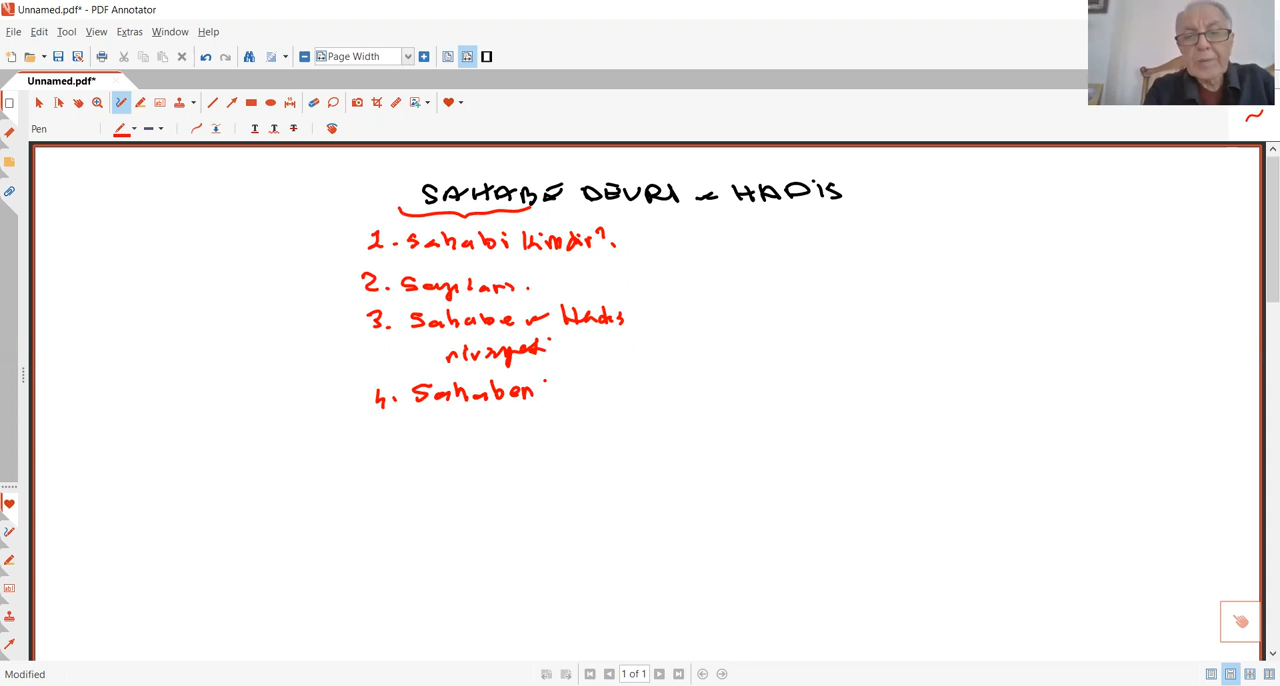 Unnamed.pdf* - PDF Annotator
File Edit Tool View Extras Window Help
Page Width
Unnamed.pdf*
Pen
SAHABE DEVRI ve HADİS
1. Sahabi kimdir?
2. Sayıları.
3. Sahabe ve Hadis
rivayeti
4. Sahaben
1 of 1
Modified